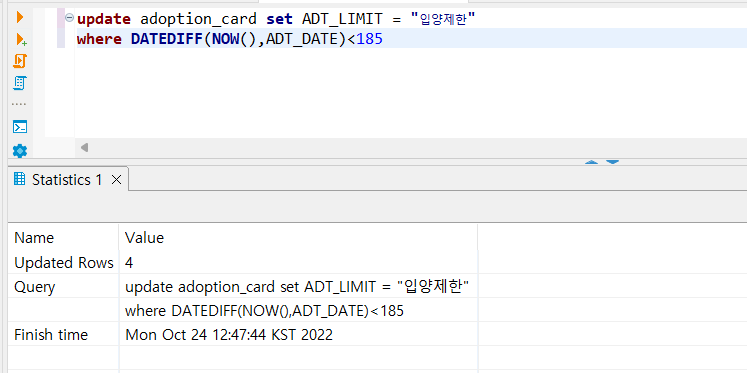 update adoption_card set ADT_LIMIT = "입양제한"
where DATEDIFF(NOW(),ADT_DATE)<185
Statistics 1
Name Value
Updated Rows 4
Query update adoption_card set ADT_LIMIT = "입양제한"
where DATEDIFF(NOW(),ADT_DATE)<185
Finish time Mon Oct 24 12:47:44 KST 2022